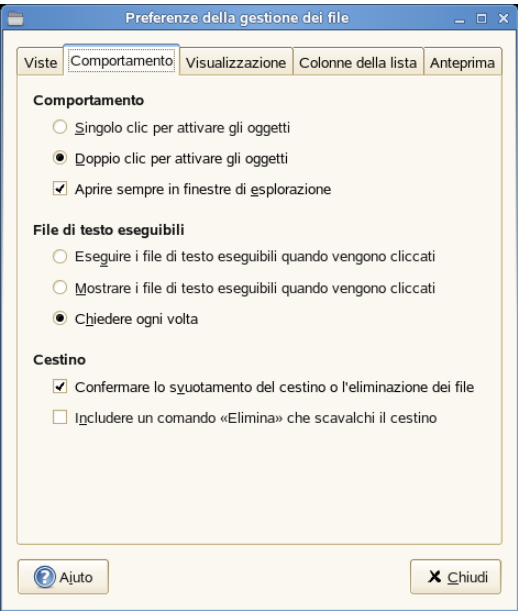 Preferenze della gestione dei file
Viste Comportamento Visualizzazione Colonne della lista Anteprima
Comportamento
Singolo clic per attivare gli oggetti
Doppio clic per attivare gli oggetti
Aprire sempre in finestre di esplorazione
File di testo eseguibili
Eseguire i file di testo eseguibili quando vengono cliccati
Mostrare i file di testo eseguibili quando vengono cliccati
Chiedere ogni volta
Cestino
Confermare lo svuotamento del cestino o l'eliminazione dei file
Includere un comando «Elimina» che scavalchi il cestino
Aiuto Chiudi